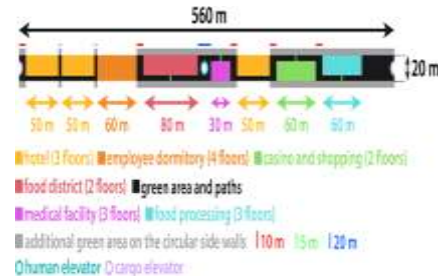 560 m
20 m
50 m 50 m 60 m 80 m 30 m 50 m 60 m 60 m
hotel (3 floors) employee dormitory (4 floors) casino and shopping (2 floors)
food district (2 floors) green area and paths
medical facility (3 floors) food processing (3 floors)
additional green area on the circular side walls 10 m 5 m 20 m
human elevator cargo elevator